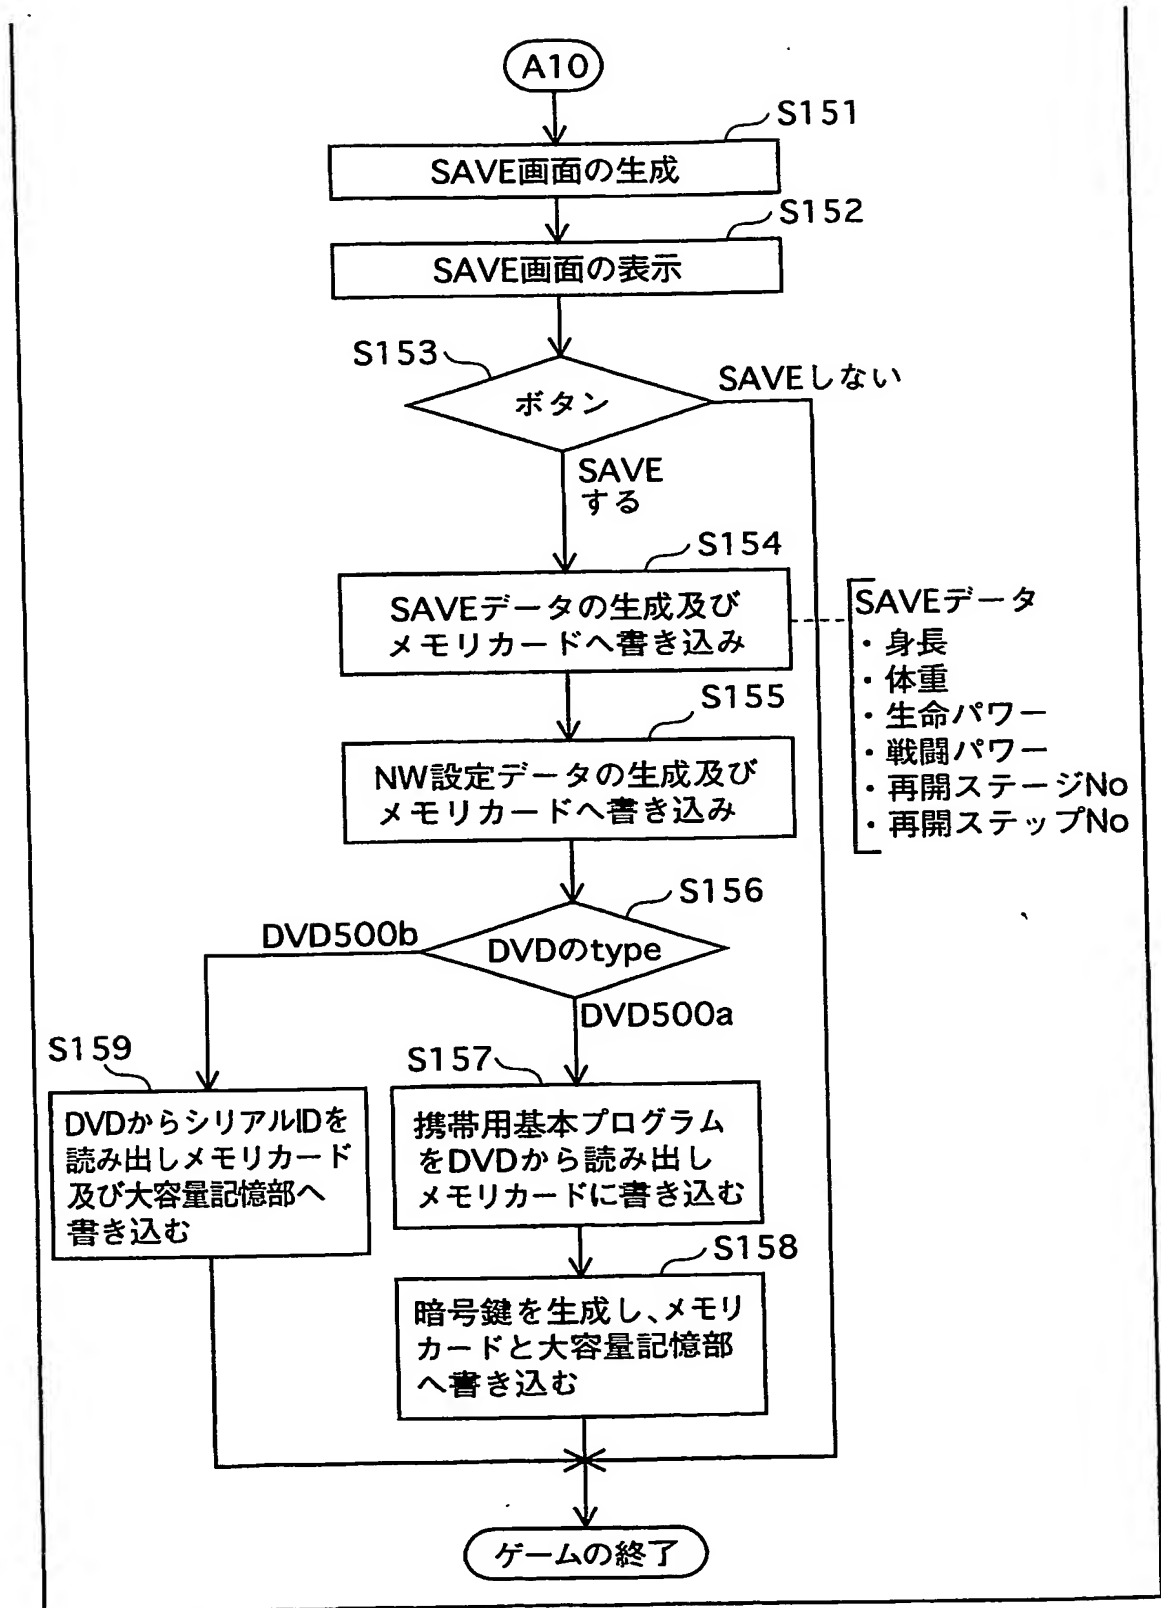 A10
S151
SAVE画面の生成
S152
SAVE画面の表示
S153
ボタン
SAVEしない
SAVE
する
S154
SAVEデータの生成及び
メモリカードへ書き込み
SAVEデータ
・身長
・体重
・生命パワー
・戦闘パワー
・再開ステージNo
・再開ステップNo
S155
NW設定データの生成及び
メモリカードへ書き込み
S156
DVDのtype
DVD500b
DVD500a
S159
DVDからシリアルIDを
読み出しメモリカード
及び大容量記憶部へ
書き込む
S157
携帯用基本プログラム
をDVDから読み出し
メモリカードに書き込む
S158
暗号鍵を生成し、メモリ
カードと大容量記憶部
へ書き込む
ゲームの終了